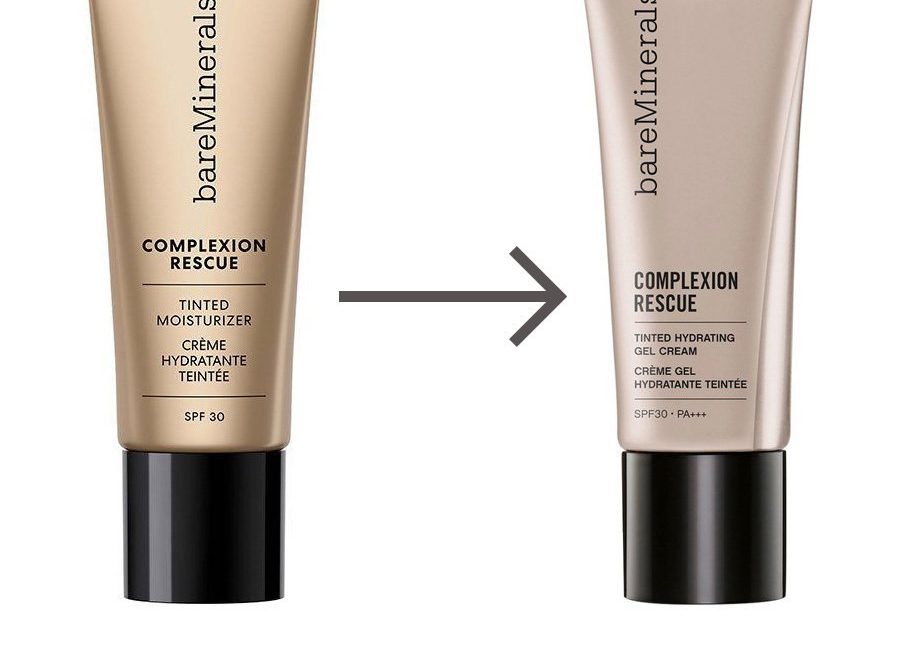 bareMinerals
COMPLEXION
RESCUE
TINTED
MOISTURIZER
CRÈME
HYDRATANTE
TEINTÉE
SPF 30
bareMinerals
COMPLEXION
RESCUE
TINTED HYDRATING
GEL CREAM
CRÈME GEL
HYDRATANTE TEINTÉE
SPF30 · PA+++